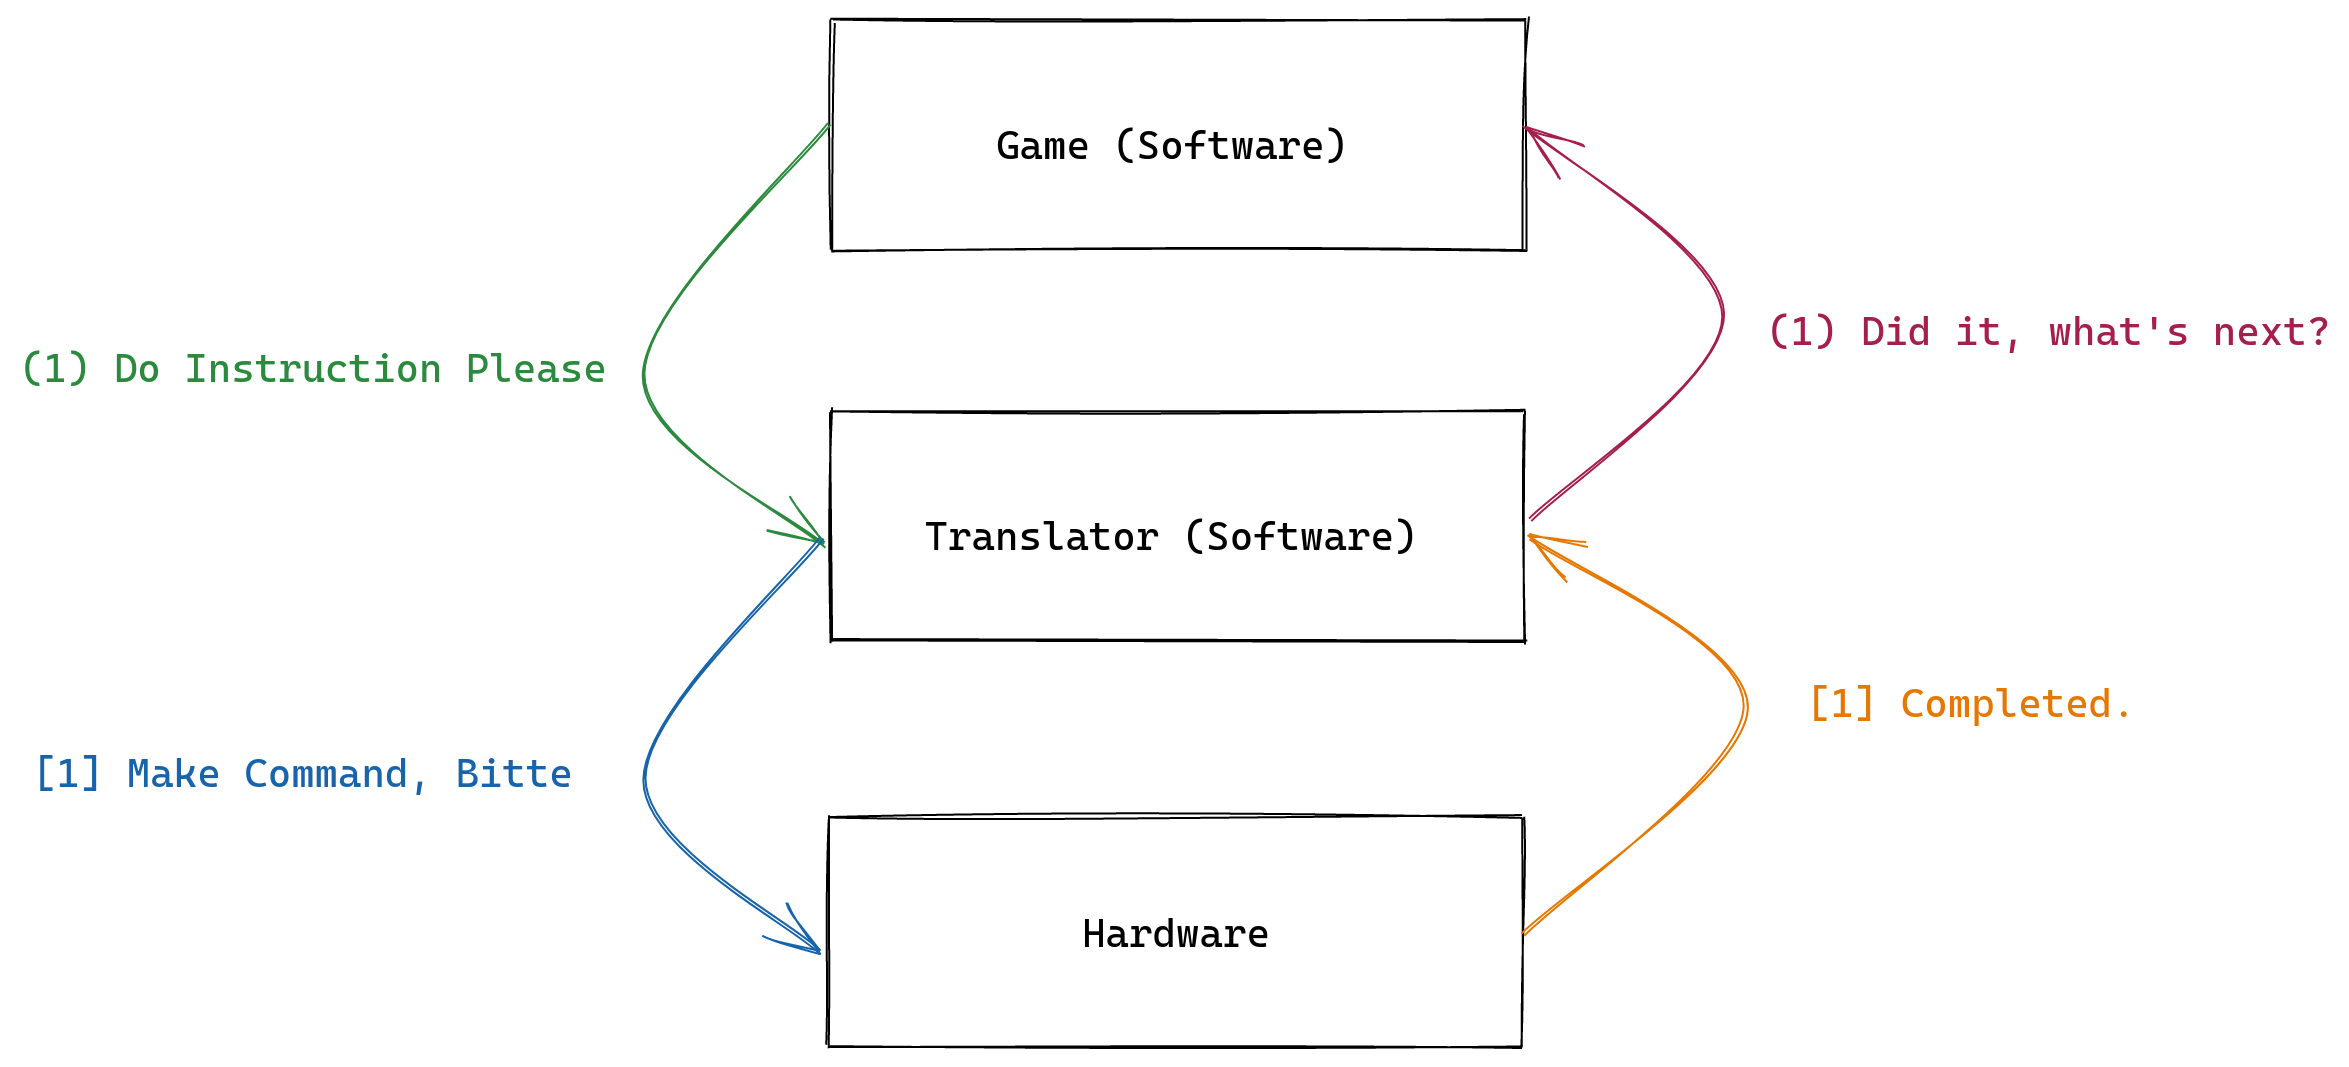 Game (Software)
(1) Did it, what's next?
(1) Do Instruction Please
Translator (Software)
[1] Completed.
[1] Make Command, Bitte
Hardware